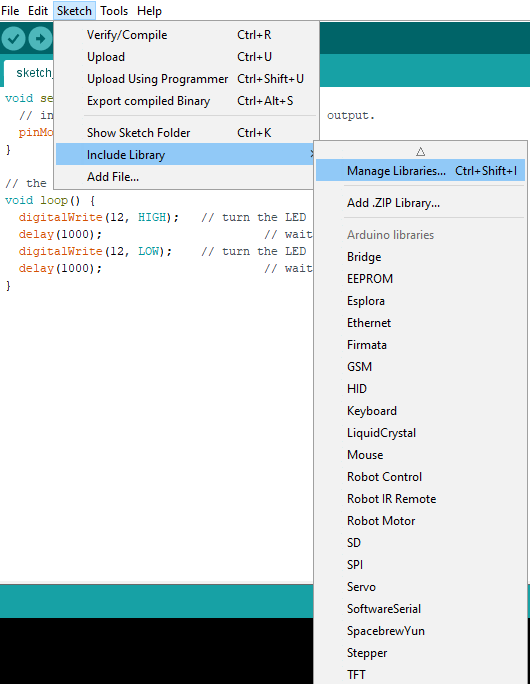 File Edit Sketch Tools Help
Verify/Compile Ctrl+R
Upload Ctrl+U
Upload Using Programmer Ctrl+Shift+U
Export compiled Binary Ctrl+Alt+S
Show Sketch Folder Ctrl+K
Include Library
Add File...
sketch_
void se
// in output.
pinMo
}
// the
void loop() {
digitalWrite(12, HIGH); // turn the LED
delay(1000); // wait
digitalWrite(12, LOW); // turn the LED
delay(1000); // wait
}
Manage Libraries... Ctrl+Shift+I
Add .ZIP Library...
Arduino libraries
Bridge
EEPROM
Esplora
Ethernet
Firmata
GSM
HID
Keyboard
LiquidCrystal
Mouse
Robot Control
Robot IR Remote
Robot Motor
SD
SPI
Servo
SoftwareSerial
SpacebrewYun
Stepper
TFT